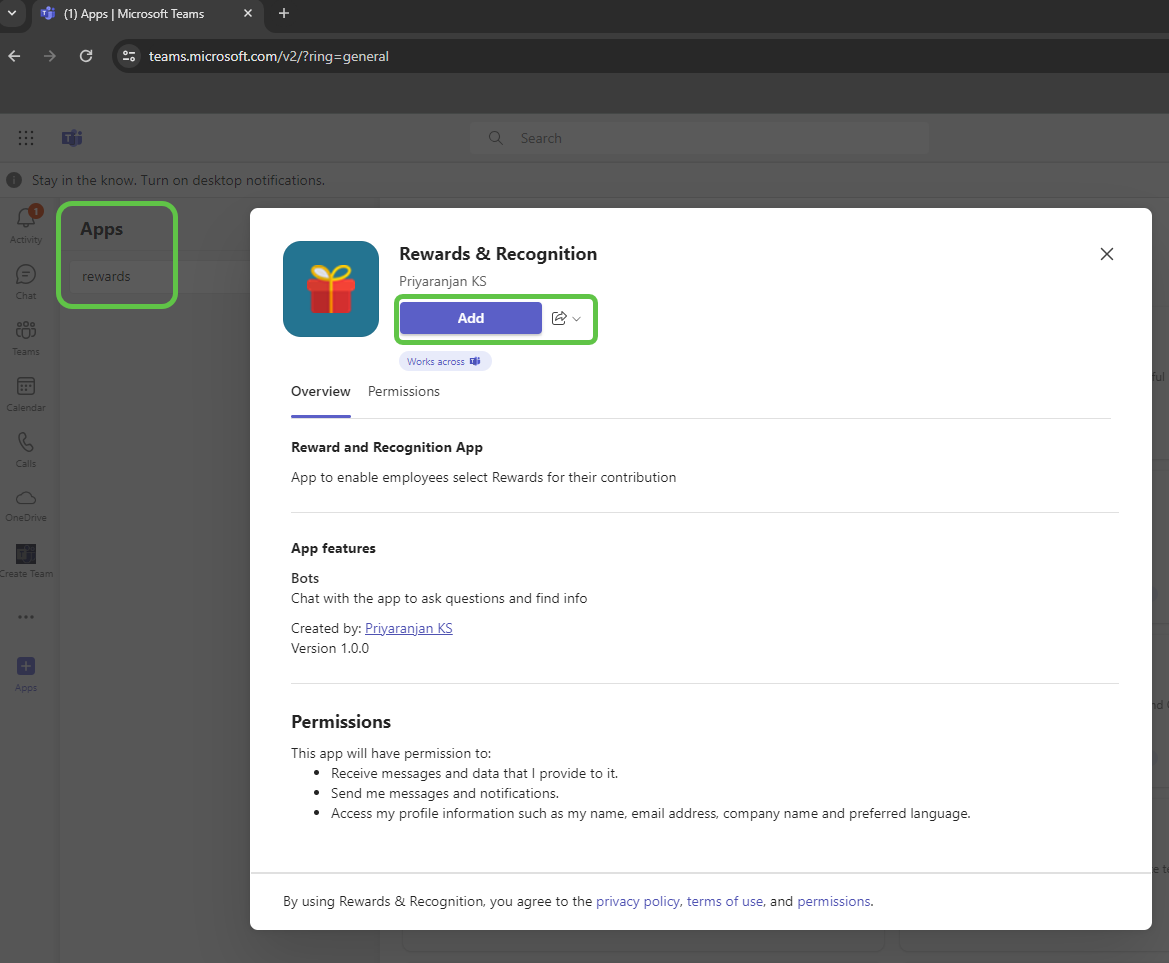 (1) Apps | Microsoft Teams
teams.microsoft.com/v2/?ring=general
Search
Stay in the know. Turn on desktop notifications.
1
Activity
Chat
Teams
Calendar
Calls
OneDrive
Create Team
Apps
Apps
rewards
Rewards & Recognition
Priyaranjan KS
Add
Works across
Overview Permissions
Reward and Recognition App
App to enable employees select Rewards for their contribution
App features
Bots
Chat with the app to ask questions and find info
Created by: Priyaranjan KS
Version 1.0.0
Permissions
This app will have permission to:
• Receive messages and data that I provide to it.
• Send me messages and notifications.
• Access my profile information such as my name, email address, company name and preferred language.
By using Rewards & Recognition, you agree to the privacy policy, terms of use, and permissions.